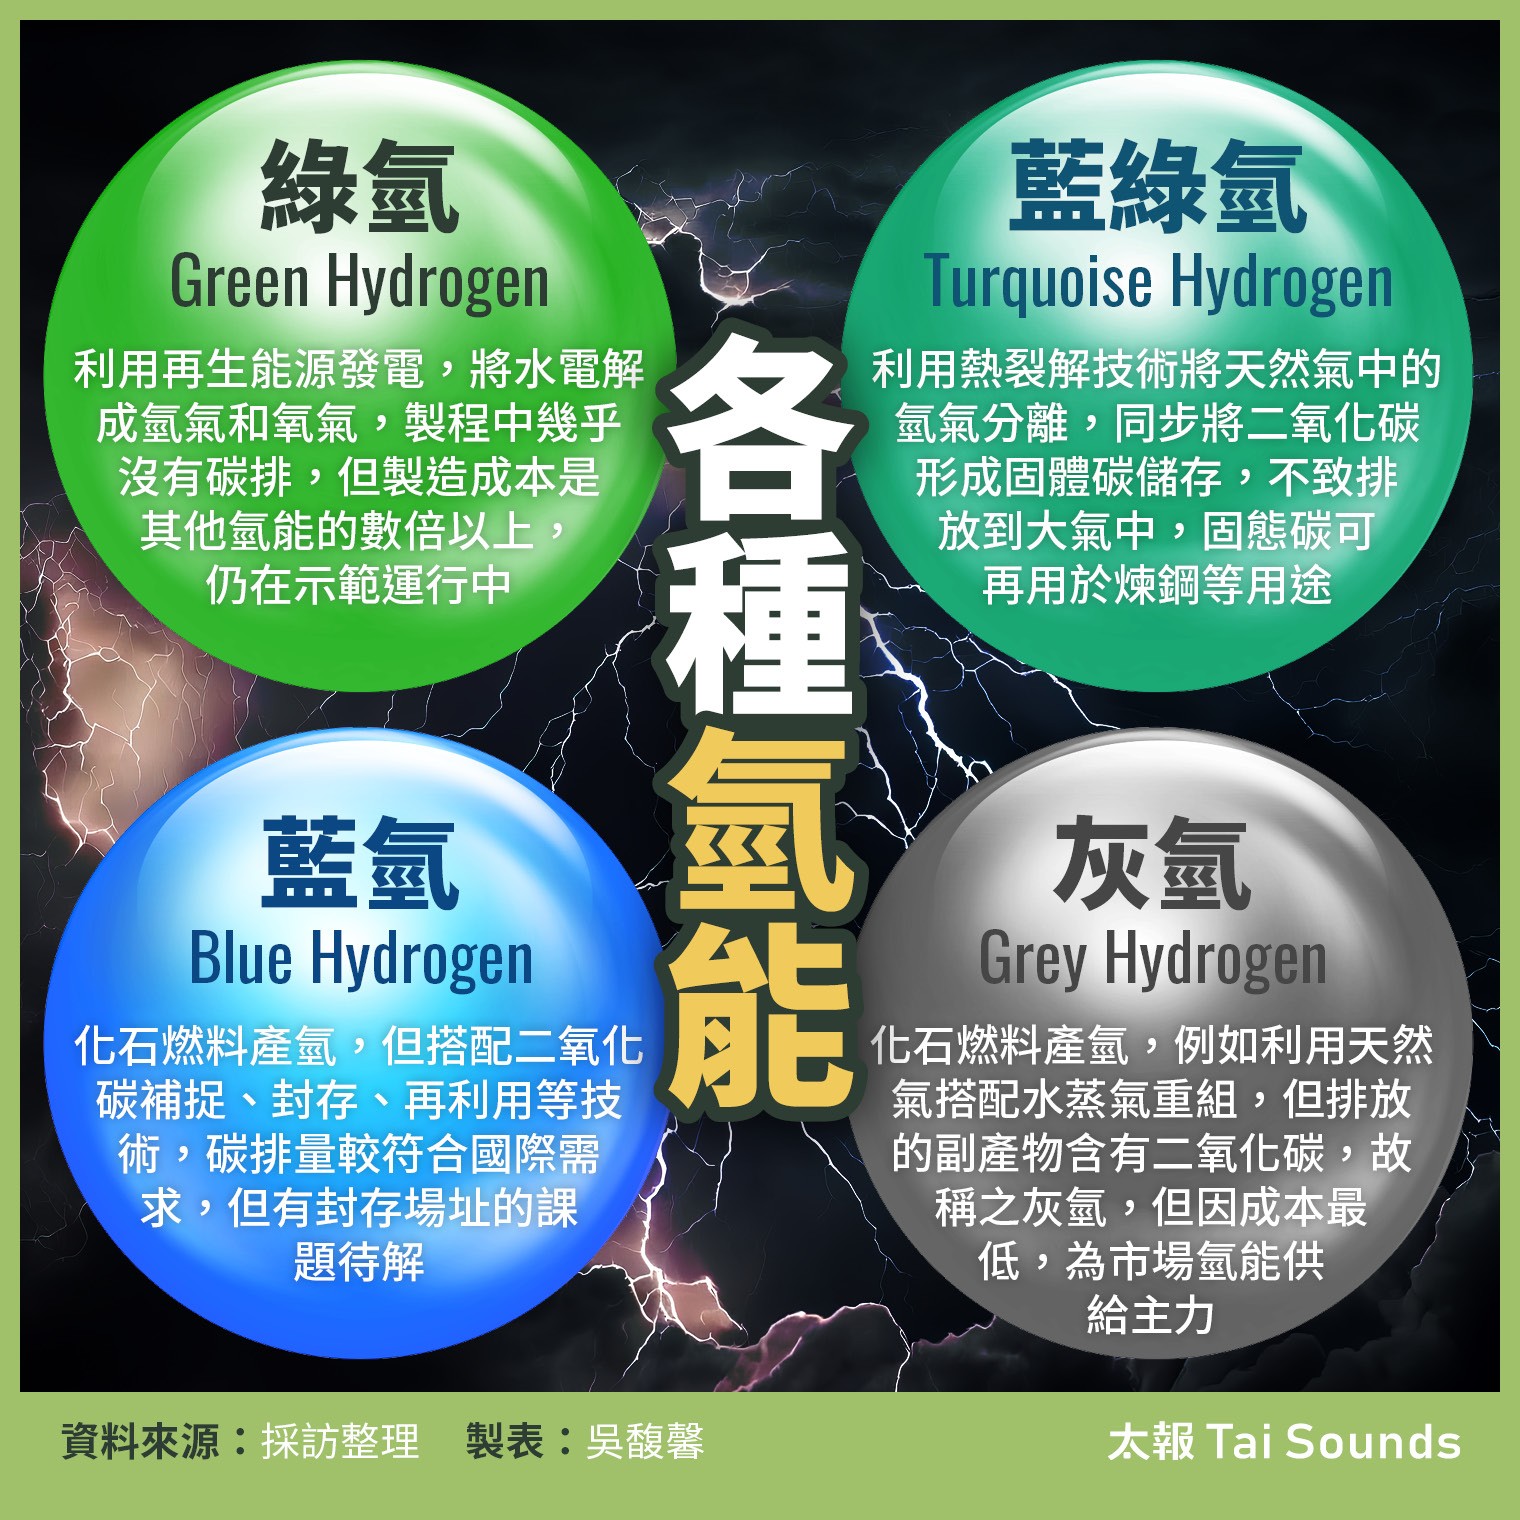 綠氫
Green Hydrogen
利用再生能源發電，將水電解
成氫氣和氧氣，製程中幾乎
沒有碳排，但製造成本是
其他氫能的數倍以上，
仍在示範運行中
藍綠氫
Turquoise Hydrogen
利用熱裂解技術將天然氣中的
氫氣分離，同步將二氧化碳
形成固體碳儲存，不致排
放到大氣中，固態碳可
再用於煉鋼等用途
各種氫能
藍氫
Blue Hydrogen
化石燃料產氫，但搭配二氧化
碳補捉、封存、再利用等技
術，碳排量較符合國際需
求，但有封存場址的課
題待解
灰氫
Grey Hydrogen
化石燃料產氫，例如利用天然
氣搭配水蒸氣重組，但排放
的副產物含有二氧化碳，故
稱之灰氫，但因成本最
低，為市場氫能供
給主力
資料來源：採訪整理 製表：吳馥馨
太報 Tai Sounds